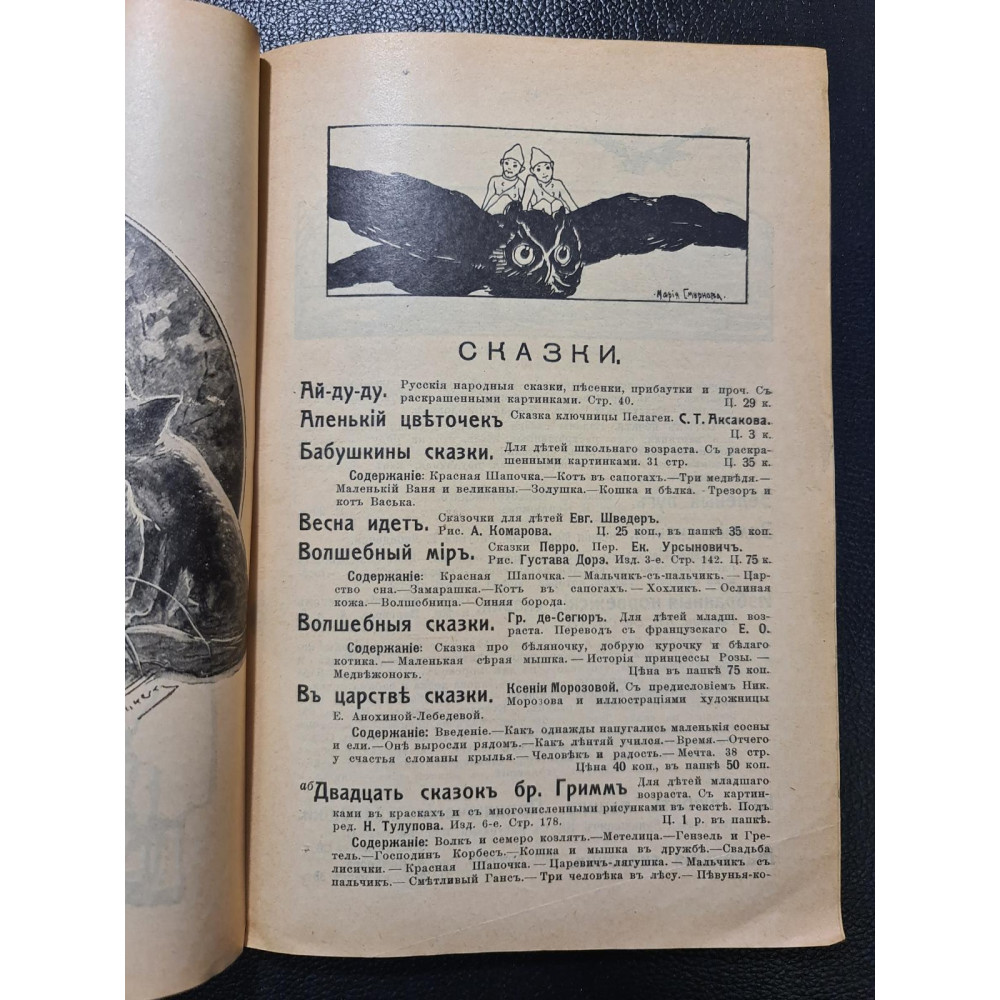 Марія Смирнова.
СКАЗКИ.
Ай-ду-ду. Русскія народныя сказки, пѣсенки, прибаутки и проч. Съ
раскрашенными картинками. Стр. 40. Ц. 29 к.
Аленькій цвѣточекъ Сказка ключницы Пелагеи. С. Т. Аксакова.
Ц. 3 к.
Бабушкины сказки. Для дѣтей школьнаго возраста. Съ раскра-
шенными картинками. 31 стр. Ц. 35 к.
Содержаніе: Красная Шапочка.—Котъ въ сапогахъ.—Три медвѣдя.—
Маленькій Ваня и великаны.—Золушка.—Кошка и бѣлка. Трезоръ и
котъ Васька.
Весна идетъ. Сказочки для дѣтей Евг. Шведеръ.
Рис. А. Комарова. Ц. 25 коп., въ папкѣ 35 коп.
Волшебный міръ. Сказки Перро. Пер. Ек. Урсыновичъ.
Рис. Густава Дорэ. Изд. 3-е. Стр. 142. Ц. 75 к.
Содержаніе: Красная Шапочка.—Мальчикъ-съ-пальчикъ.—Цар-
ство сна.—Замарашка.—Котъ въ сапогахъ.—Хохликъ.—Ослиная
кожа.—Волшебница.—Синяя борода.
Волшебныя сказки. Гр. де-Сегюръ. Для дѣтей младш. воз-
раста. Переводъ съ французскаго Е. О.
Содержаніе: Сказка про бѣляночку, добрую курочку и бѣлаго
котика.—Маленькая сѣрая мышка.—Исторія принцессы Розы.—
Медвѣжонокъ. Цѣна въ папкѣ 75 коп.
Въ царствѣ сказки. Ксеніи Морозовой. Съ предисловіемъ Ник.
Морозова и иллюстраціями художницы
Е. Анохиной-Лебедевой.
Содержаніе: Введеніе.—Какъ однажды напугались маленькія сосны
и ели.—Онѣ выросли рядомъ.—Какъ лѣнтяй учился.—Время.—Отчего
у счастья сломаны крылья.—Человѣкъ и радость.—Мечта. 38 стр.
Цѣна 40 коп., въ папкѣ 50 коп.
аб Двадцать сказокъ бр. Гриммъ Для дѣтей младшаго
возраста. Съ картин-
ками въ краскахъ и съ многочисленными рисунками въ текстѣ. Подъ
ред. Н. Тулупова. Изд. 6-е. Стр. 178. Ц. 1 р. въ папкѣ.
Содержаніе: Волкъ и семеро козлятъ.—Метелица.—Гензель и Гре-
тель.—Господинъ Корбесъ.—Кошка и мышка въ дружбѣ.—Свадьба
лисички.—Красная Шапочка.—Царевичъ-лягушка.—Мальчикъ съ
пальчикъ.—Смѣтливый Гансъ.—Три человѣка въ лѣсу.—Пѣвунья-ко-